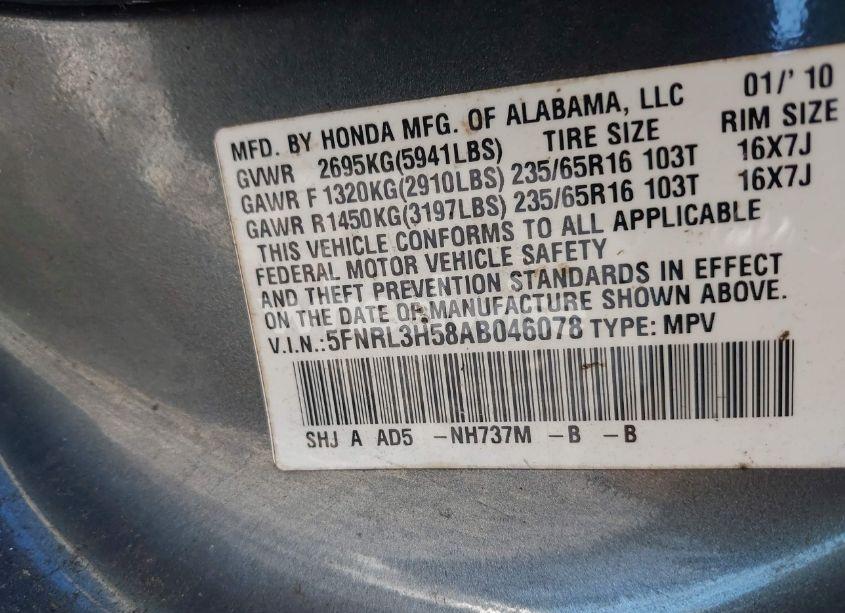 MFD. BY HONDA MFG. OF ALABAMA, LLC 01/' 10
GVWR 2695KG(5941LBS) TIRE SIZE RIM SIZE
GAWR F 1320KG(2910LBS) 235/65R16 103T 16X7J
GAWR R1450KG(3197LBS) 235/65R16 103T 16X7J
THIS VEHICLE CONFORMS TO ALL APPLICABLE
FEDERAL MOTOR VEHICLE SAFETY
AND THEFT PREVENTION STANDARDS IN EFFECT
ON THE DATE OF MANUFACTURE SHOWN ABOVE.
V.I.N.:5FNRL3H58AB046078 TYPE: MPV
SHJ A AD5 -NH737M -B -B